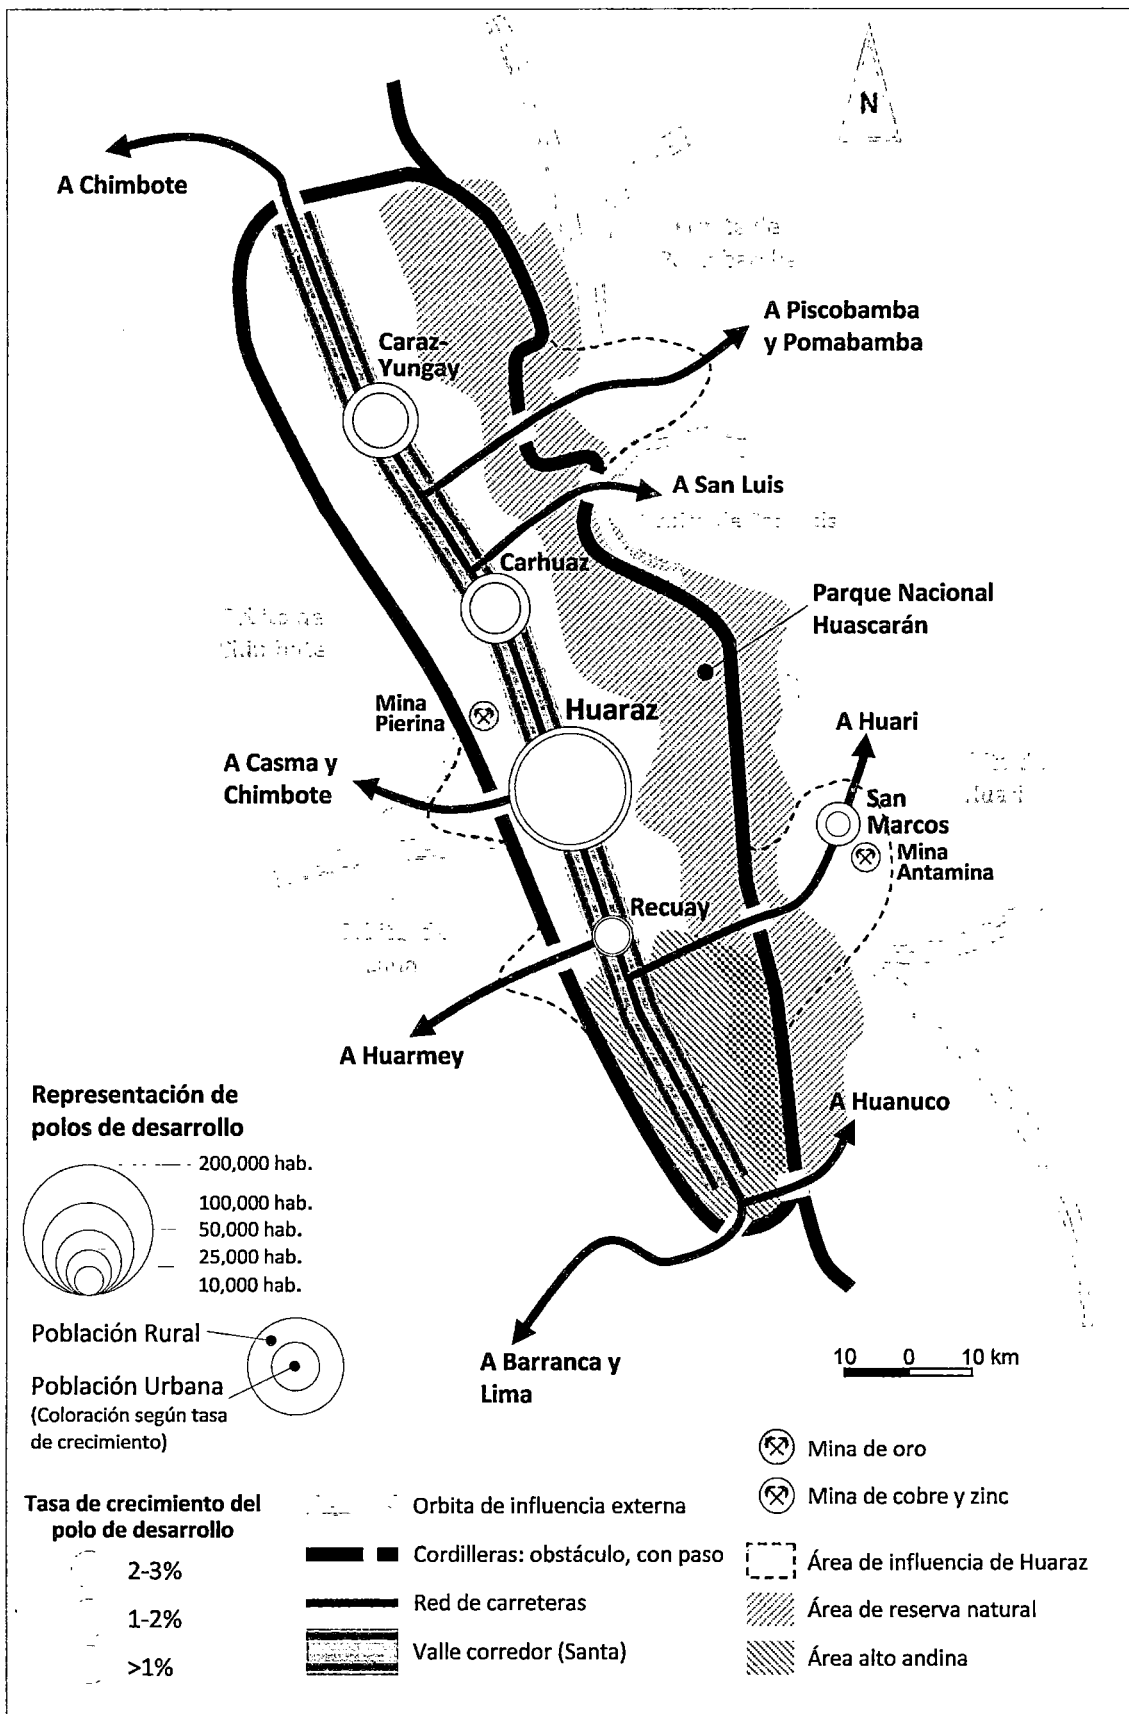 N
A Chimbote
A Piscobamba
y Pomabamba
Caraz-
Yungay
A San Luis
Carhuaz
Parque Nacional
Huascarán
Mina
Pierina
Huaraz
A Huari
A Casma y
Chimbote
San
Marcos
Mina
Antamina
Recuay
A Huarmey
A Huanuco
Representación de
polos de desarrollo
200,000 hab.
100,000 hab.
50,000 hab.
25,000 hab.
10,000 hab.
Población Rural
Población Urbana
(Coloración según tasa
de crecimiento)
A Barranca y
Lima
10 0 10 km
Mina de oro
Mina de cobre y zinc
Tasa de crecimiento del
polo de desarrollo
2-3%
1-2%
>1%
Orbita de influencia externa
Cordilleras: obstáculo, con paso
Red de carreteras
Valle corredor (Santa)
Área de influencia de Huaraz
Área de reserva natural
Área alto andina